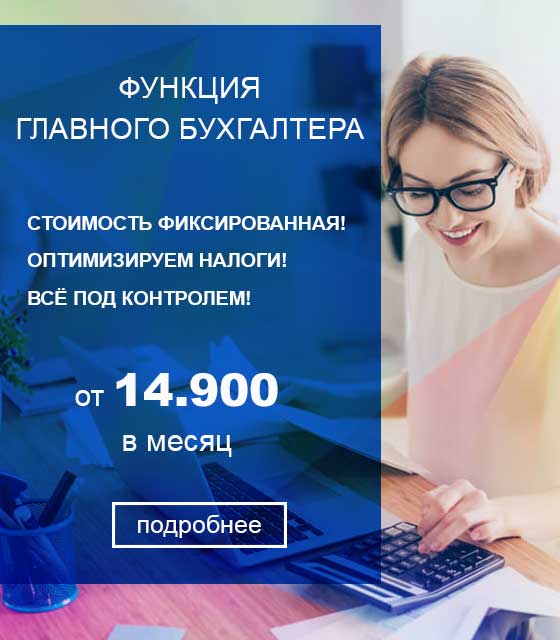 ФУНКЦИЯ
ГЛАВНОГО БУХГАЛТЕРА
СТОИМОСТЬ ФИКСИРОВАННАЯ!
ОПТИМИЗИРУЕМ НАЛОГИ!
ВСЁ ПОД КОНТРОЛЕМ!
от 14.900
в месяц
подробнее